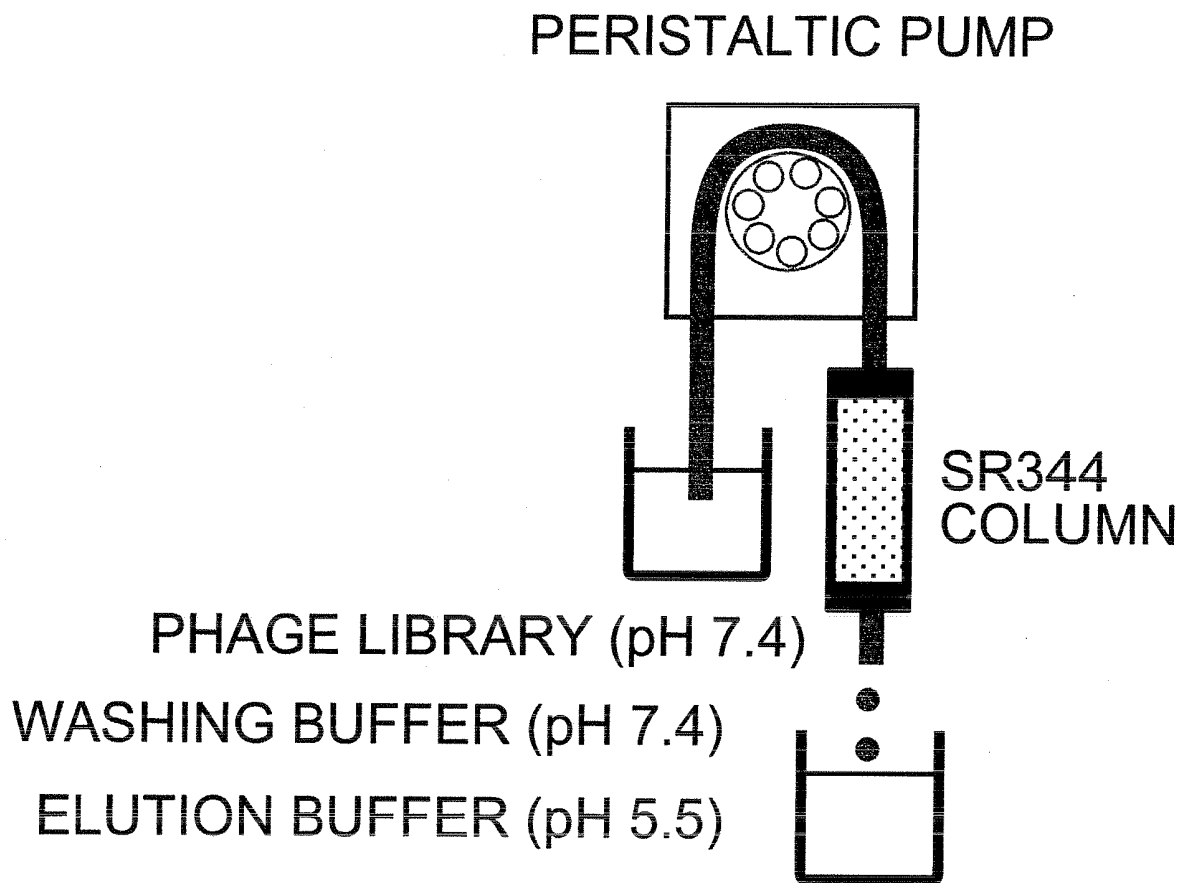 PERISTALTIC PUMP
SR344
COLUMN
PHAGE LIBRARY (pH 7.4)
WASHING BUFFER (pH 7.4)
ELUTION BUFFER (pH 5.5)